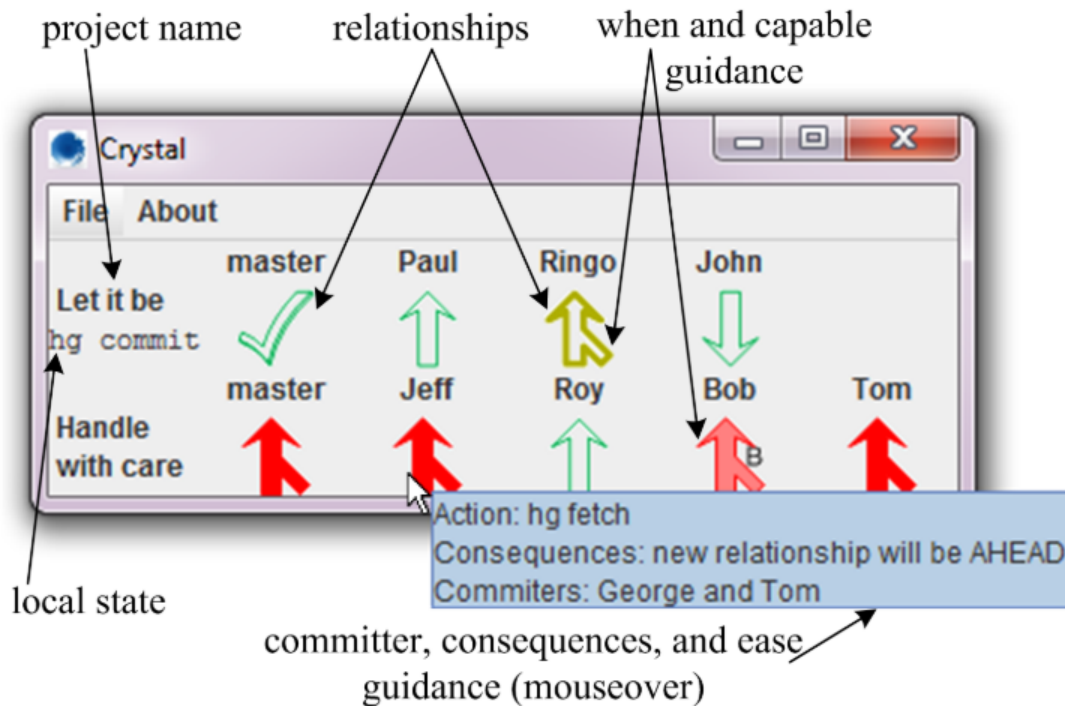 project name
relationships
when and capable
guidance
Crystal
File About
master Paul Ringo John
Let it be
hg commit
master Jeff Roy Bob Tom
Handle
with care
B
Action: hg fetch
Consequences: new relationship will be AHEAD
Commiters: George and Tom
local state
committer, consequences, and ease
guidance (mouseover)